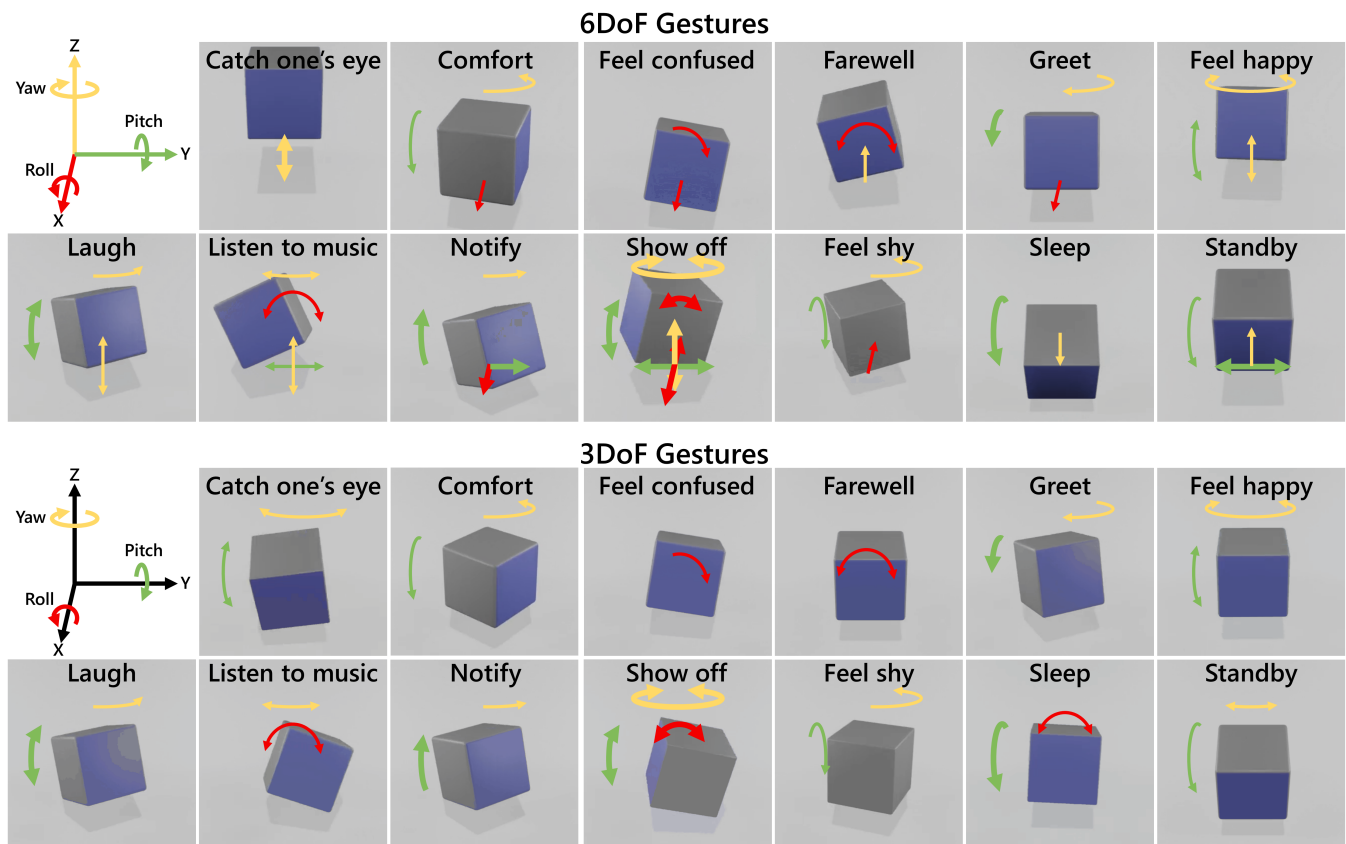 6DoF Gestures
Z
Yaw
Pitch
Y
Roll
X
Catch one's eye
Comfort
Feel confused
Farewell
Greet
Feel happy
Laugh
Listen to music
Notify
Show off
Feel shy
Sleep
Standby
3DoF Gestures
Z
Yaw
Pitch
Y
Roll
X
Catch one's eye
Comfort
Feel confused
Farewell
Greet
Feel happy
Laugh
Listen to music
Notify
Show off
Feel shy
Sleep
Standby